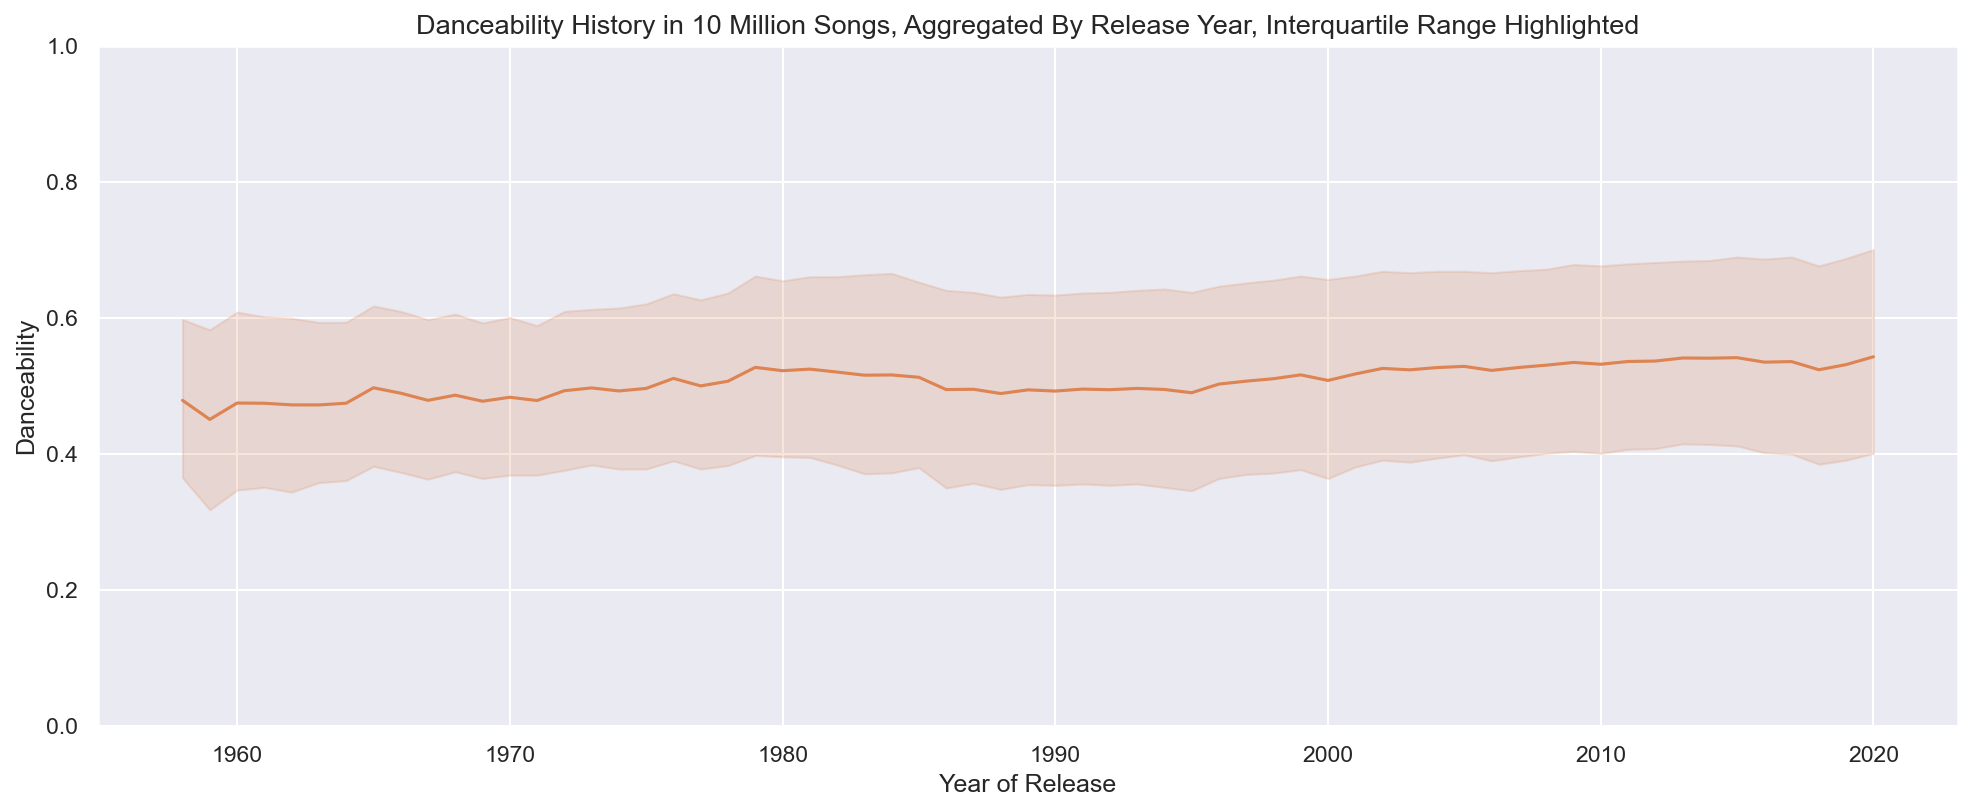 Danceability History in 10 Million Songs, Aggregated By Release Year, Interquartile Range Highlighted
1.0
0.8
0.6
0.4
0.2
0.0
Danceability
1960 1970 1980 1990 2000 2010 2020
Year of Release